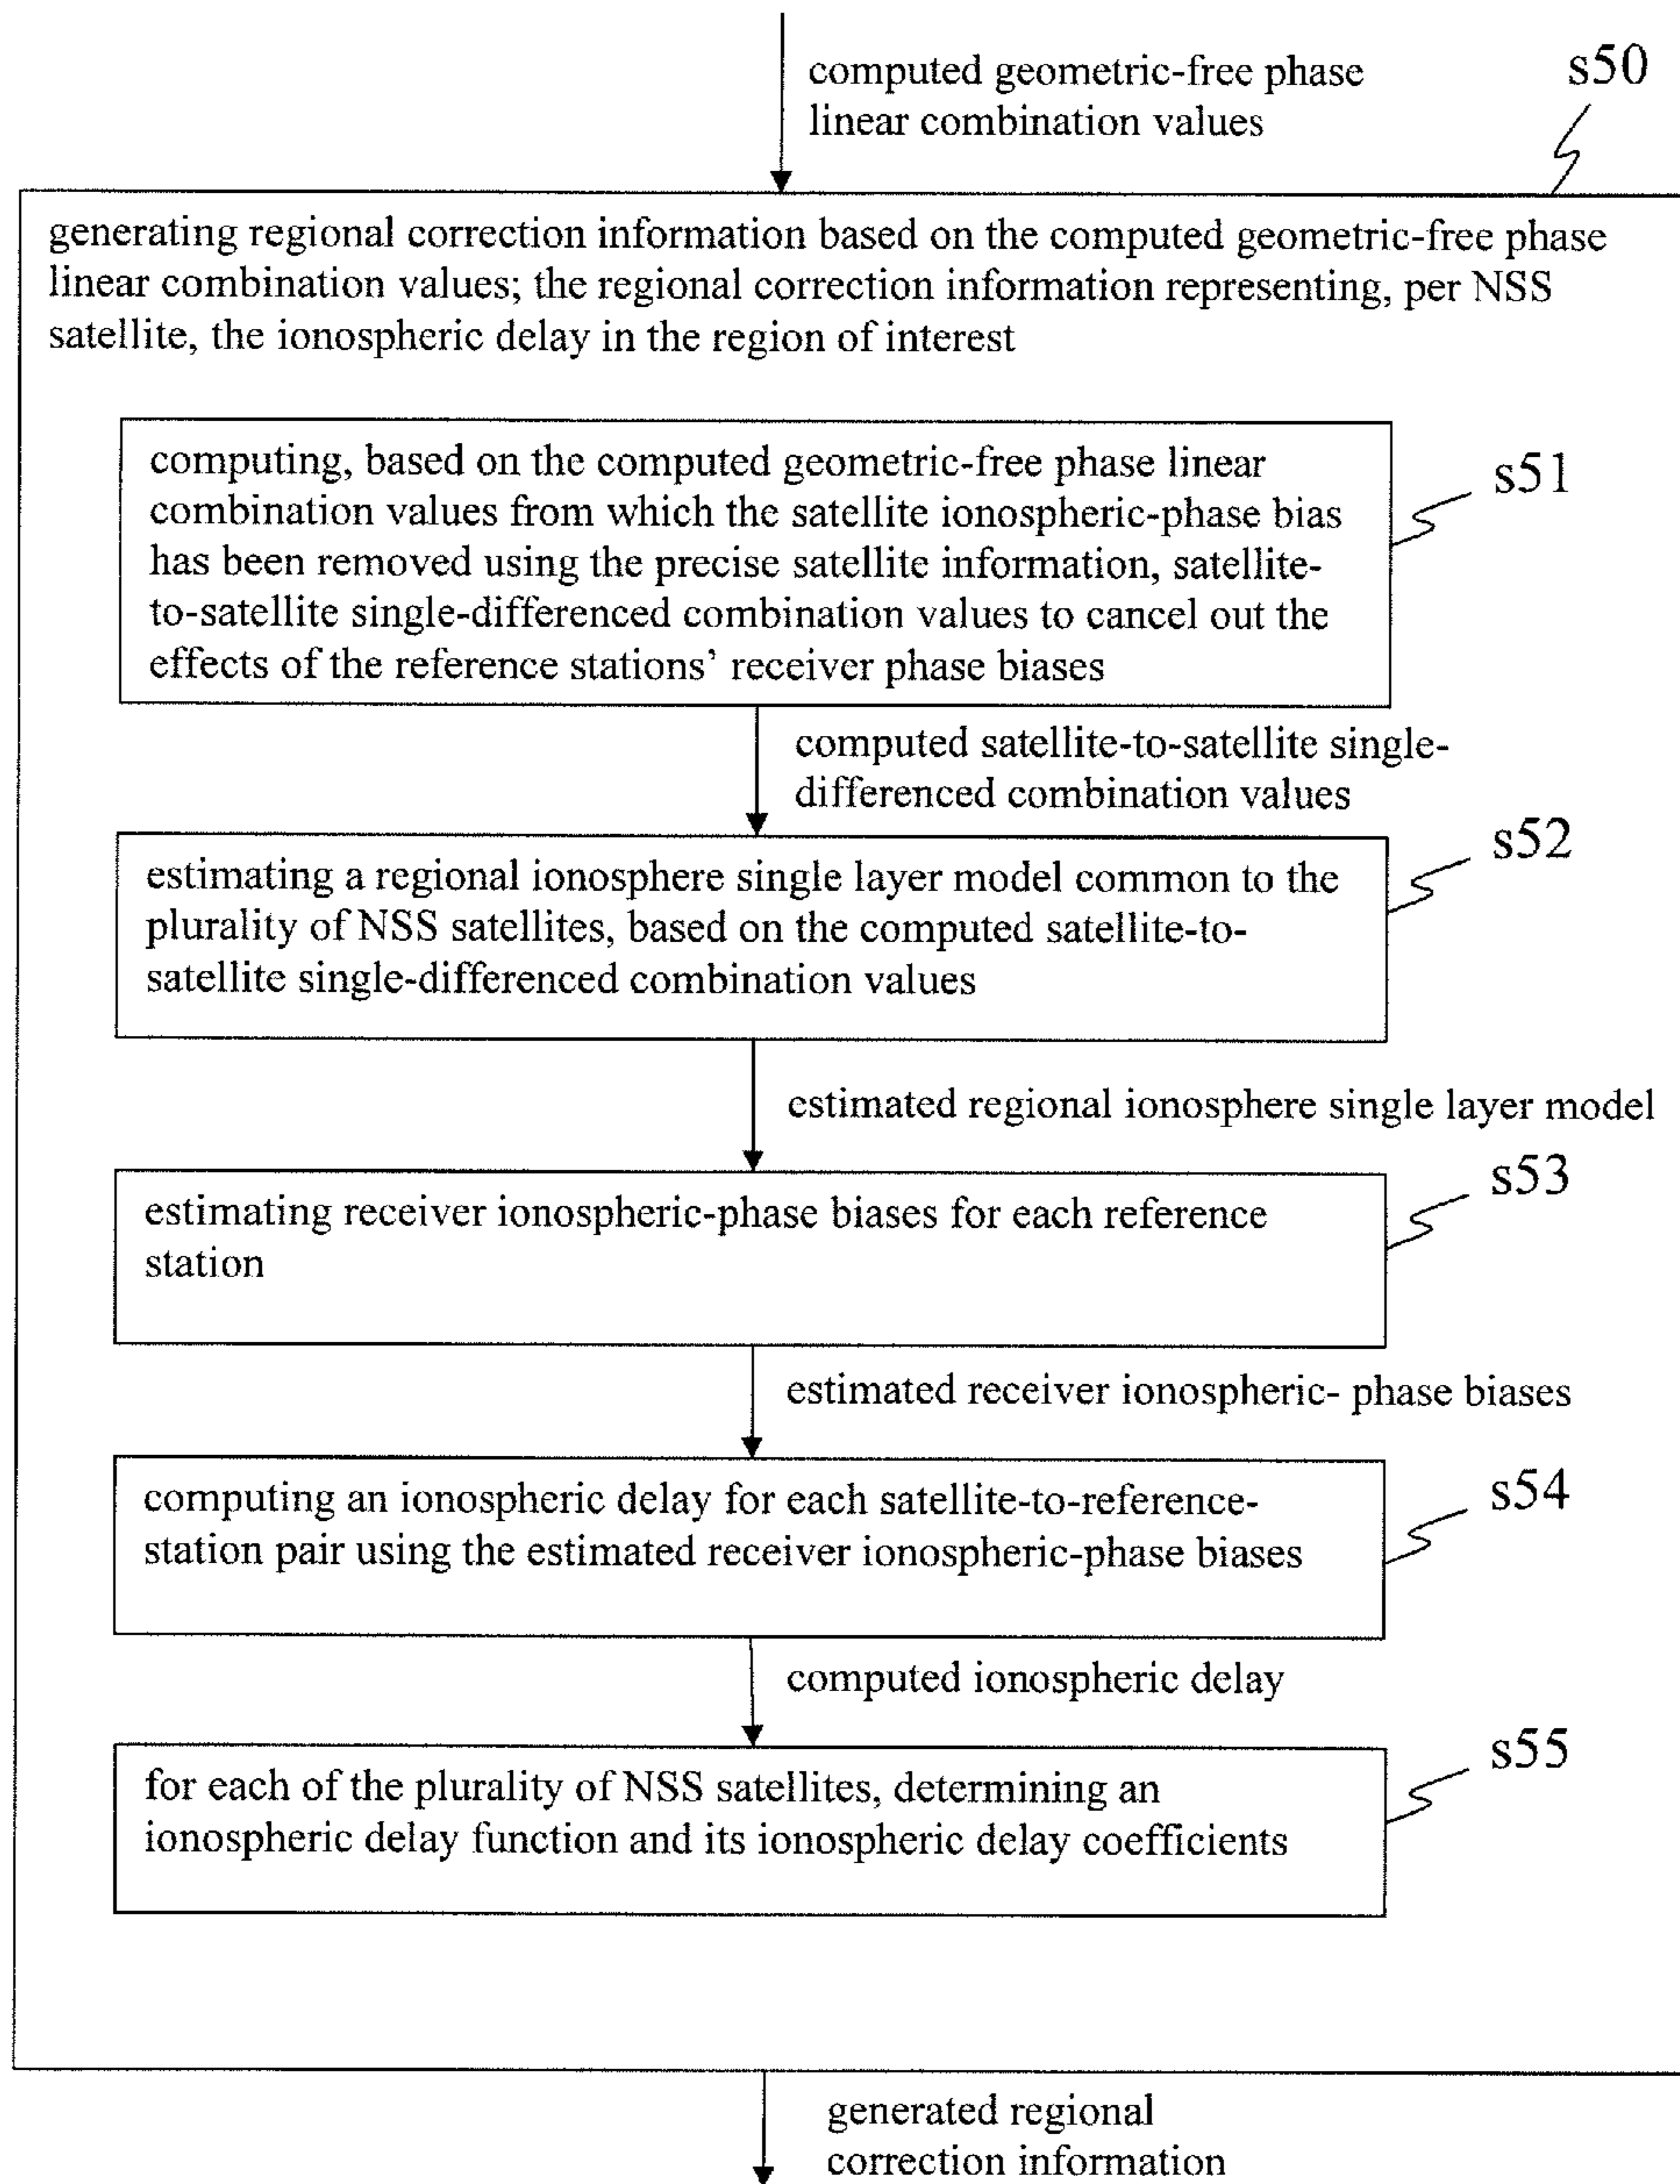 computed geometric-free phase
linear combination values
s50
generating regional correction information based on the computed geometric-free phase
linear combination values; the regional correction information representing, per NSS
satellite, the ionospheric delay in the region of interest
computing, based on the computed geometric-free phase linear
combination values from which the satellite ionospheric-phase bias
has been removed using the precise satellite information, satellite-
to-satellite single-differenced combination values to cancel out the
effects of the reference stations' receiver phase biases
s51
computed satellite-to-satellite single-
differenced combination values
s52
estimating a regional ionosphere single layer model common to the
plurality of NSS satellites, based on the computed satellite-to-
satellite single-differenced combination values
estimated regional ionosphere single layer model
s53
estimating receiver ionospheric-phase biases for each reference
station
estimated receiver ionospheric- phase biases
s54
computing an ionospheric delay for each satellite-to-reference-
station pair using the estimated receiver ionospheric-phase biases
computed ionospheric delay
s55
for each of the plurality of NSS satellites, determining an
ionospheric delay function and its ionospheric delay coefficients
generated regional
correction information